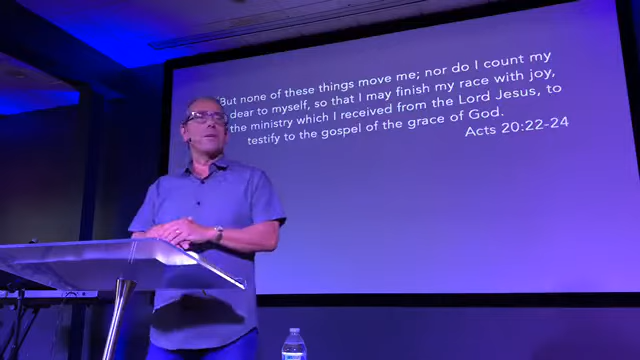 "But none of these things move me; nor do I count my
dear to myself, so that I may finish my race with joy,
the ministry which I received from the Lord Jesus, to
testify to the gospel of the grace of God.
Acts 20:22-24